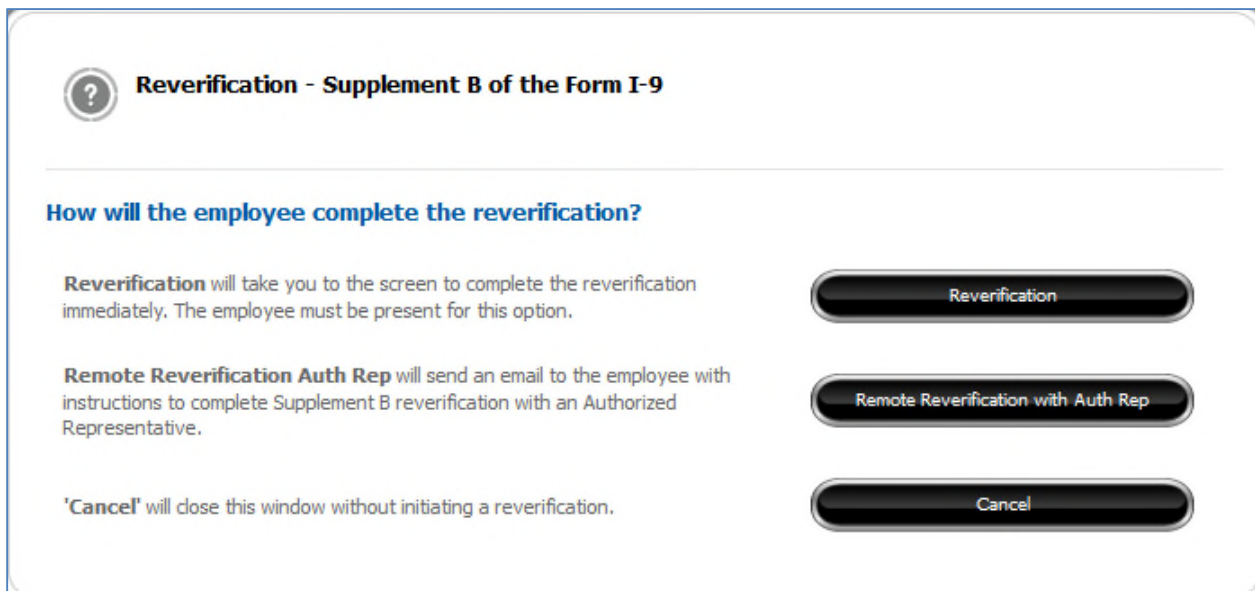 Reverification - Supplement B of the Form I-9
How will the employee complete the reverification?
Reverification will take you to the screen to complete the reverification
immediately. The employee must be present for this option.
Reverification
Remote Reverification Auth Rep will send an email to the employee with
instructions to complete Supplement B reverification with an Authorized
Representative.
Remote Reverification with Auth Rep
'Cancel' will close this window without initiating a reverification.
Cancel